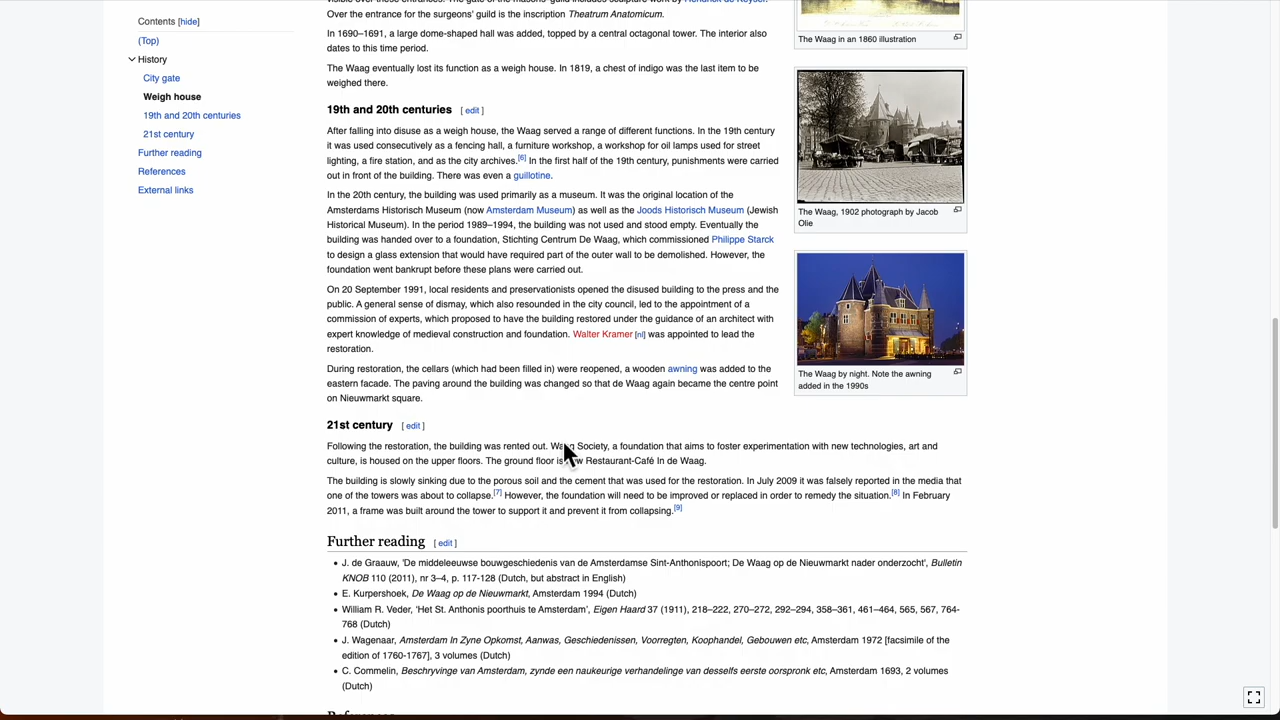 Contents [hide]
(Top)
History
City gate
Weigh house
19th and 20th centuries
21st century
Further reading
References
External links
Over the entrance for the surgeons' guild is the inscription Theatrum Anatomicum.
In 1690–1691, a large dome-shaped hall was added, topped by a central octagonal tower. The interior also
dates to this time period.
The Waag eventually lost its function as a weigh house. In 1819, a chest of indigo was the last item to be
weighed there.
19th and 20th centuries [ edit ]
After falling into disuse as a weigh house, the Waag served a range of different functions. In the 19th century
it was used consecutively as a fencing hall, a furniture workshop, a workshop for oil lamps used for street
lighting, a fire station, and as the city archives.[6] In the first half of the 19th century, punishments were carried
out in front of the building. There was even a guillotine.
In the 20th century, the building was used primarily as a museum. It was the original location of the
Amsterdams Historisch Museum (now Amsterdam Museum) as well as the Joods Historisch Museum (Jewish
Historical Museum). In the period 1989–1994, the building was not used and stood empty. Eventually the
building was handed over to a foundation, Stichting Centrum De Waag, which commissioned Philippe Starck
to design a glass extension that would have required part of the outer wall to be demolished. However, the
foundation went bankrupt before these plans were carried out.
On 20 September 1991, local residents and preservationists opened the disused building to the press and the
public. A general sense of dismay, which also resounded in the city council, led to the appointment of a
commission of experts, which proposed to have the building restored under the guidance of an architect with
expert knowledge of medieval construction and foundation. Walter Kramer [nl] was appointed to lead the
restoration.
During restoration, the cellars (which had been filled in) were reopened, a wooden awning was added to the
eastern facade. The paving around the building was changed so that de Waag again became the centre point
on Nieuwmarkt square.
21st century [ edit ]
Following the restoration, the building was rented out. Waag Society, a foundation that aims to foster experimentation with new technologies, art and
culture, is housed on the upper floors. The ground floor is now Restaurant-Café In de Waag.
The building is slowly sinking due to the porous soil and the cement that was used for the restoration. In July 2009 it was falsely reported in the media that
one of the towers was about to collapse.[7] However, the foundation will need to be improved or replaced in order to remedy the situation.[8] In February
2011, a frame was built around the tower to support it and prevent it from collapsing.[9]
Further reading [ edit ]
• J. de Graauw, 'De middeleeuwse bouwgeschiedenis van de Amsterdamse Sint-Anthonispoort; De Waag op de Nieuwmarkt nader onderzocht', Bulletin
KNOB 110 (2011), nr 3–4, p. 117-128 (Dutch, but abstract in English)
• E. Kurpershoek, De Waag op de Nieuwmarkt, Amsterdam 1994 (Dutch)
• William R. Veder, 'Het St. Anthonis poorthuis te Amsterdam', Eigen Haard 37 (1911), 218–222, 270–272, 292–294, 358–361, 461–464, 565, 567, 764-
768 (Dutch)
• J. Wagenaar, Amsterdam In Zyne Opkomst, Aanwas, Geschiedenissen, Voorregten, Koophandel, Gebouwen etc, Amsterdam 1972 [facsimile of the
edition of 1760-1767], 3 volumes (Dutch)
• C. Commelin, Beschryvinge van Amsterdam, zynde een naukeurige verhandelinge van desselfs eerste oorspronk etc, Amsterdam 1693, 2 volumes
(Dutch)
The Waag in an 1860 illustration
The Waag, 1902 photograph by Jacob
Olie
The Waag by night. Note the awning
added in the 1990s